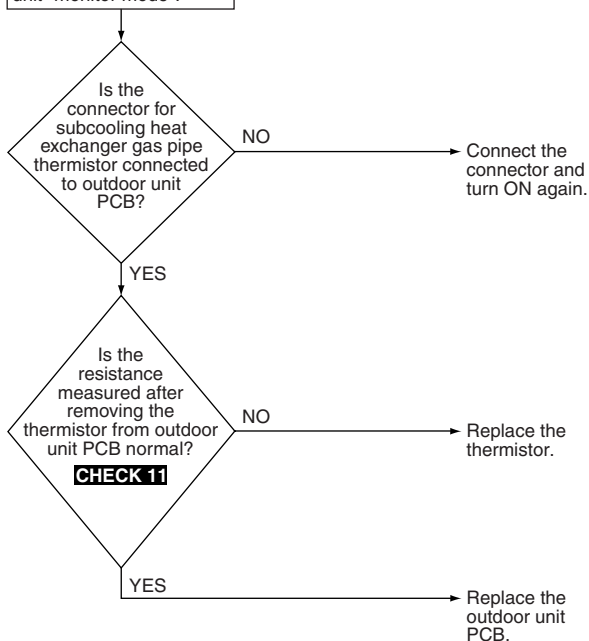 unit "monitor mode".
Is the
connector for
subcooling heat
exchanger gas pipe
thermistor connected
to outdoor unit
PCB?
NO
Connect the
connector and
turn ON again.
YES
Is the
resistance
measured after
removing the
thermistor from outdoor
unit PCB normal?
CHECK 11
NO
Replace the
thermistor.
YES
Replace the
outdoor unit
PCB.